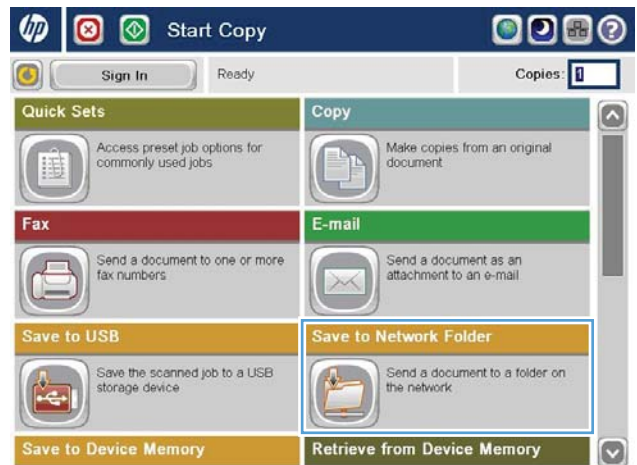 hp Start Copy
Sign In Ready Copies: 1
Quick Sets
Access preset job options for
commonly used jobs
Copy
Make copies from an original
document
Fax
Send a document to one or more
fax numbers
E-mail
Send a document as an
attachment to an e-mail
Save to USB
Save the scanned job to a USB
storage device
Save to Network Folder
Send a document to a folder on
the network
Save to Device Memory
Retrieve from Device Memory